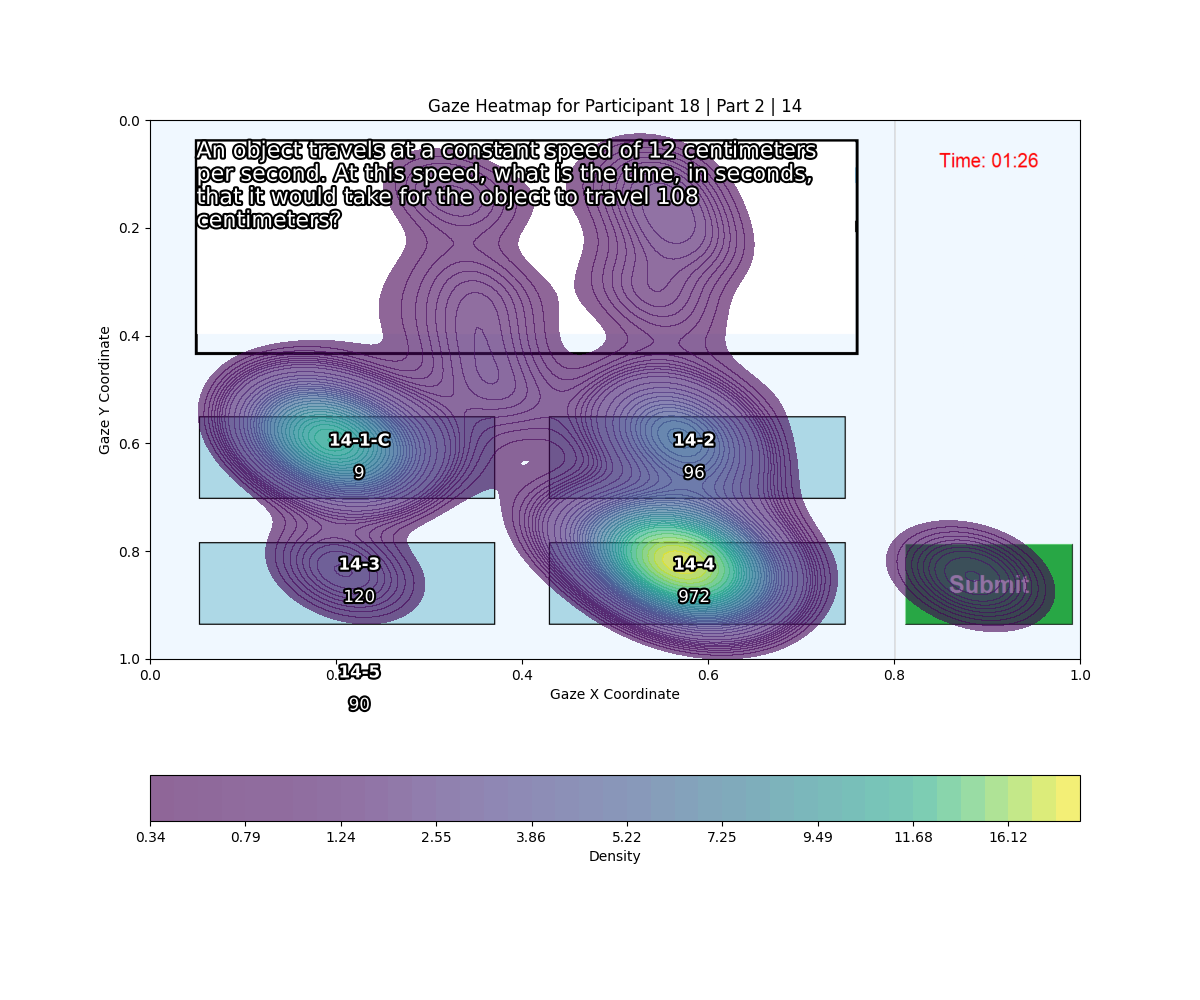 Gaze Heatmap for Participant 18 | Part 2 | 14
An object travels at a constant speed of 12 centimeters
per second. At this speed, what is the time, in seconds,
that it would take for the object to travel 108
centimeters?
Time: 01:26
0.0
0.2
0.4
0.6
0.8
1.0
Gaze Y Coordinate
14-1-C
9
14-2
96
14-3
120
14-4
972
Submit
0.0
0.2
0.4
0.6
0.8
1.0
14-5
90
Gaze X Coordinate
0.34
0.79
1.24
2.55
3.86
5.22
7.25
9.49
11.68
16.12
Density